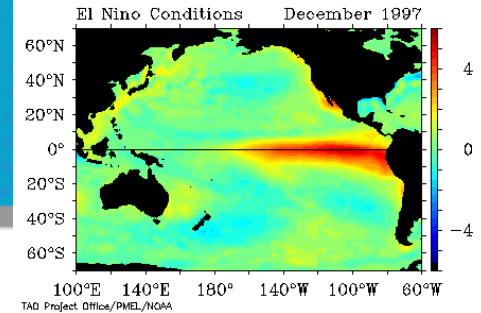 El Nino Conditions December 1997
60°N
40°N
20°N
0°
20°S
40°S
60°S
4
0
−4
100°E 140°E 180° 140°W 100°W 60°W
TAO Project Office/PMEL/NOAA